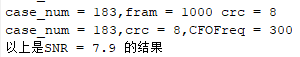 case_num = 183,fram = 1000 crc = 8
case_num = 183,crc = 8,CFOFreq = 300
以上是SNR = 7.9 的结果